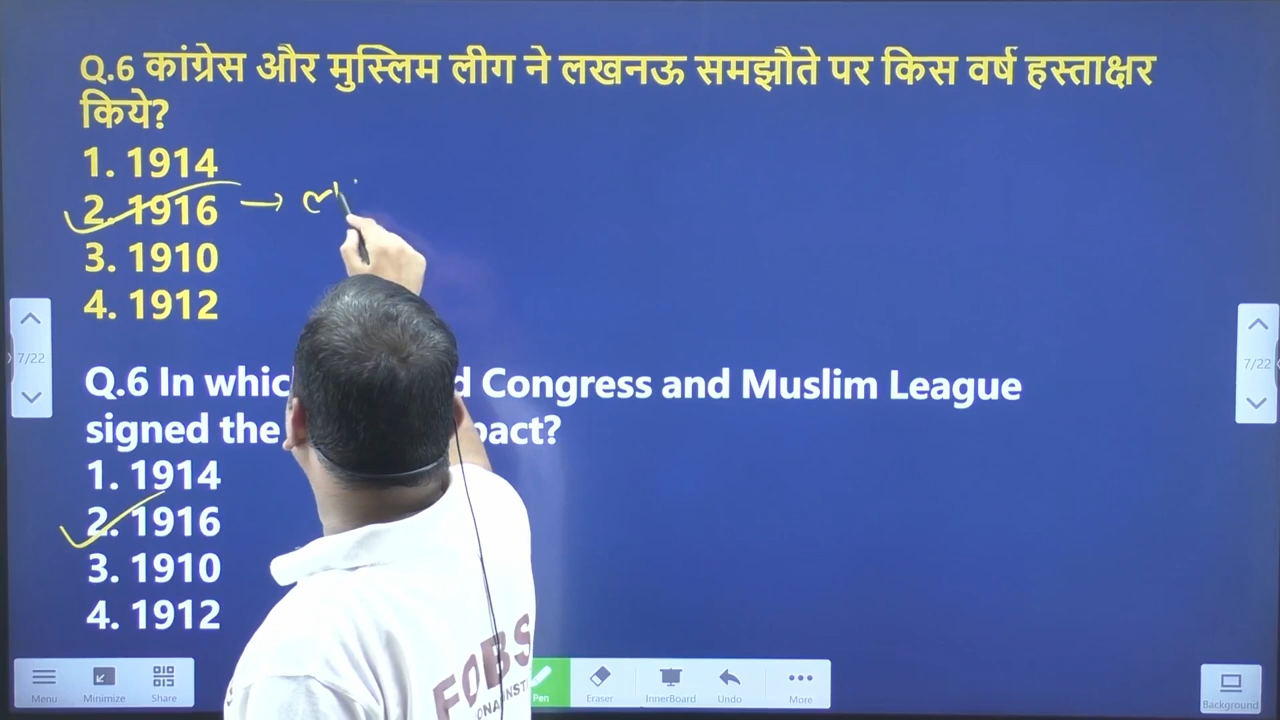 Q.6 कांग्रेस और मुस्लिम लीग ने लखनऊ समझौते पर किस वर्ष हस्ताक्षर
किये?
1. 1914
2. 1916
3. 1910
4. 1912
7/22
7/22
Q.6 In Congress and Muslim League
signed the pact?
1. 1914
2. 1916
3. 1910
4. 1912
FOBS
Menu Minimize Share Pen Eraser InnerBoard Undo More Background